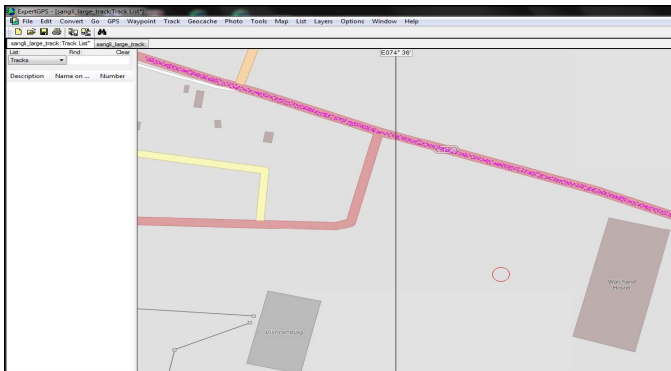 ExpertGPS - [sangli_large_track:Track List*]
File Edit Convert Go GPS Waypoint Track Geocache Photo Tools Map List Layers Options Window Help
sangli_large_track:Track List* sangli_large_track:
List: Find: Clear
Tracks
Description Name on ... Number
E074° 36'
Walchand
Hostel
Vishrambag